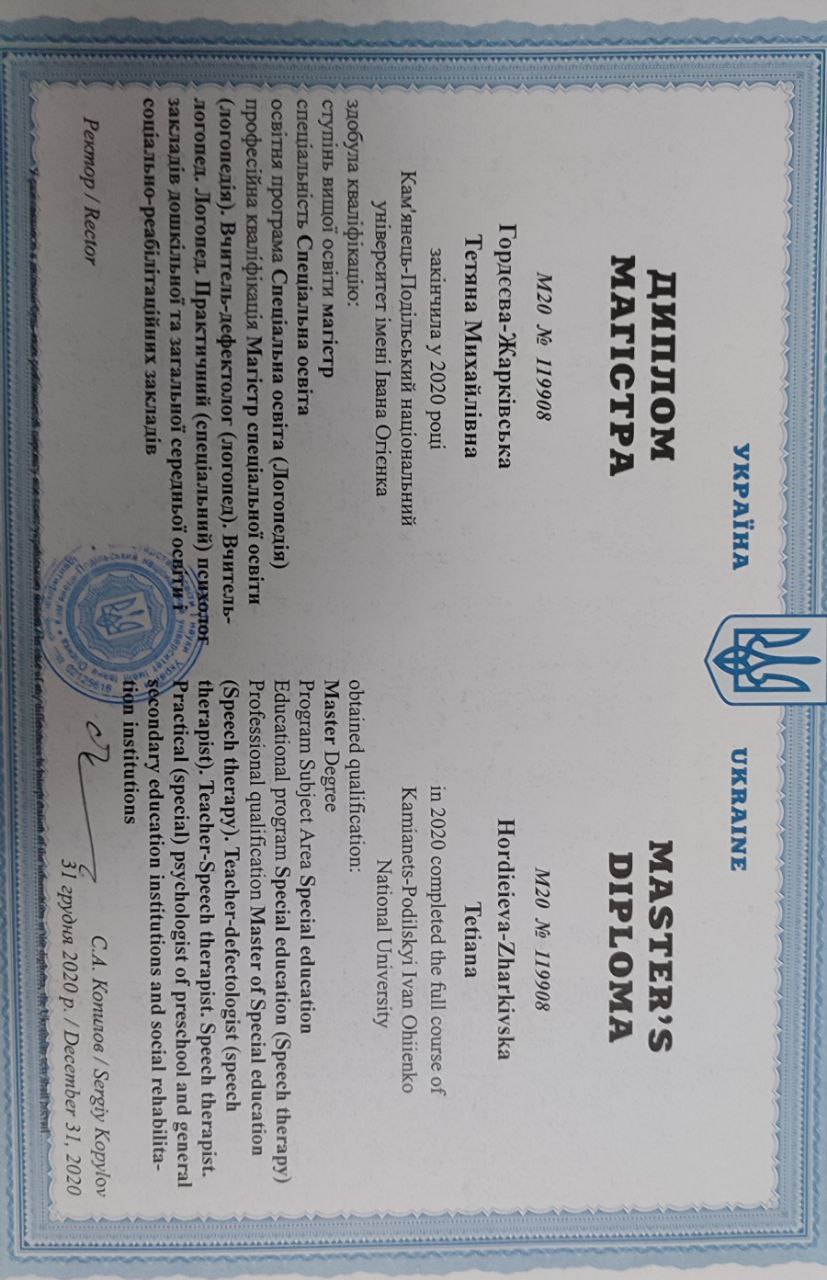 УКРАЇНА
ДИПЛОМ
МАГІСТРА
М20 № 119908
Гордєєва-Жарківська
Тетяна Михайлівна
закінчила у 2020 році
Кам'янець-Подільський національний
університет імені Івана Огієнка
здобула кваліфікацію:
ступінь вищої освіти магістр
спеціальність Спеціальна освіта
освітня програма Спеціальна освіта (Логопедія)
професійна кваліфікація Магістр спеціальної освіти
(логопедія). Вчитель-дефектолог (логопед). Вчитель-
логопед. Логопед. Практичний (спеціальний) психолог
закладів дошкільної та загальної середньої освіти і
соціально-реабілітаційних закладів
Ректор / Rector
UKRAINE
MASTER'S
DIPLOMA
М20 № 119908
Hordieieva-Zharkivska
Tetiana
in 2020 completed the full course of
Kamianets-Podilskyi Ivan Ohiienko
National University
obtained qualification:
Master Degree
Program Subject Area Special education
Educational program Special education (Speech therapy)
Professional qualification Master of Special education
(Speech therapy). Teacher-defectologist (speech
therapist). Teacher-Speech therapist. Speech therapist.
Practical (special) psychologist of preschool and general
secondary education institutions and social rehabilita-
tion institutions
С.А. Копилов / Sergiy Kopylov
31 грудня 2020 р. / December 31, 2020